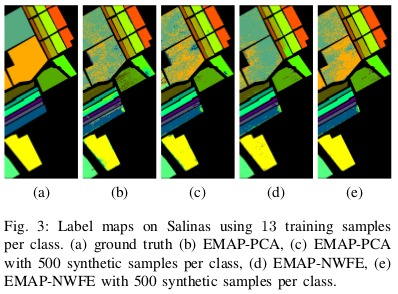 (a) (b) (c) (d) (e)
Fig. 3: Label maps on Salinas using 13 training samples
per class. (a) ground truth (b) EMAP-PCA, (c) EMAP-PCA
with 500 synthetic samples per class, (d) EMAP-NWFE, (e)
EMAP-NWFE with 500 synthetic samples per class.